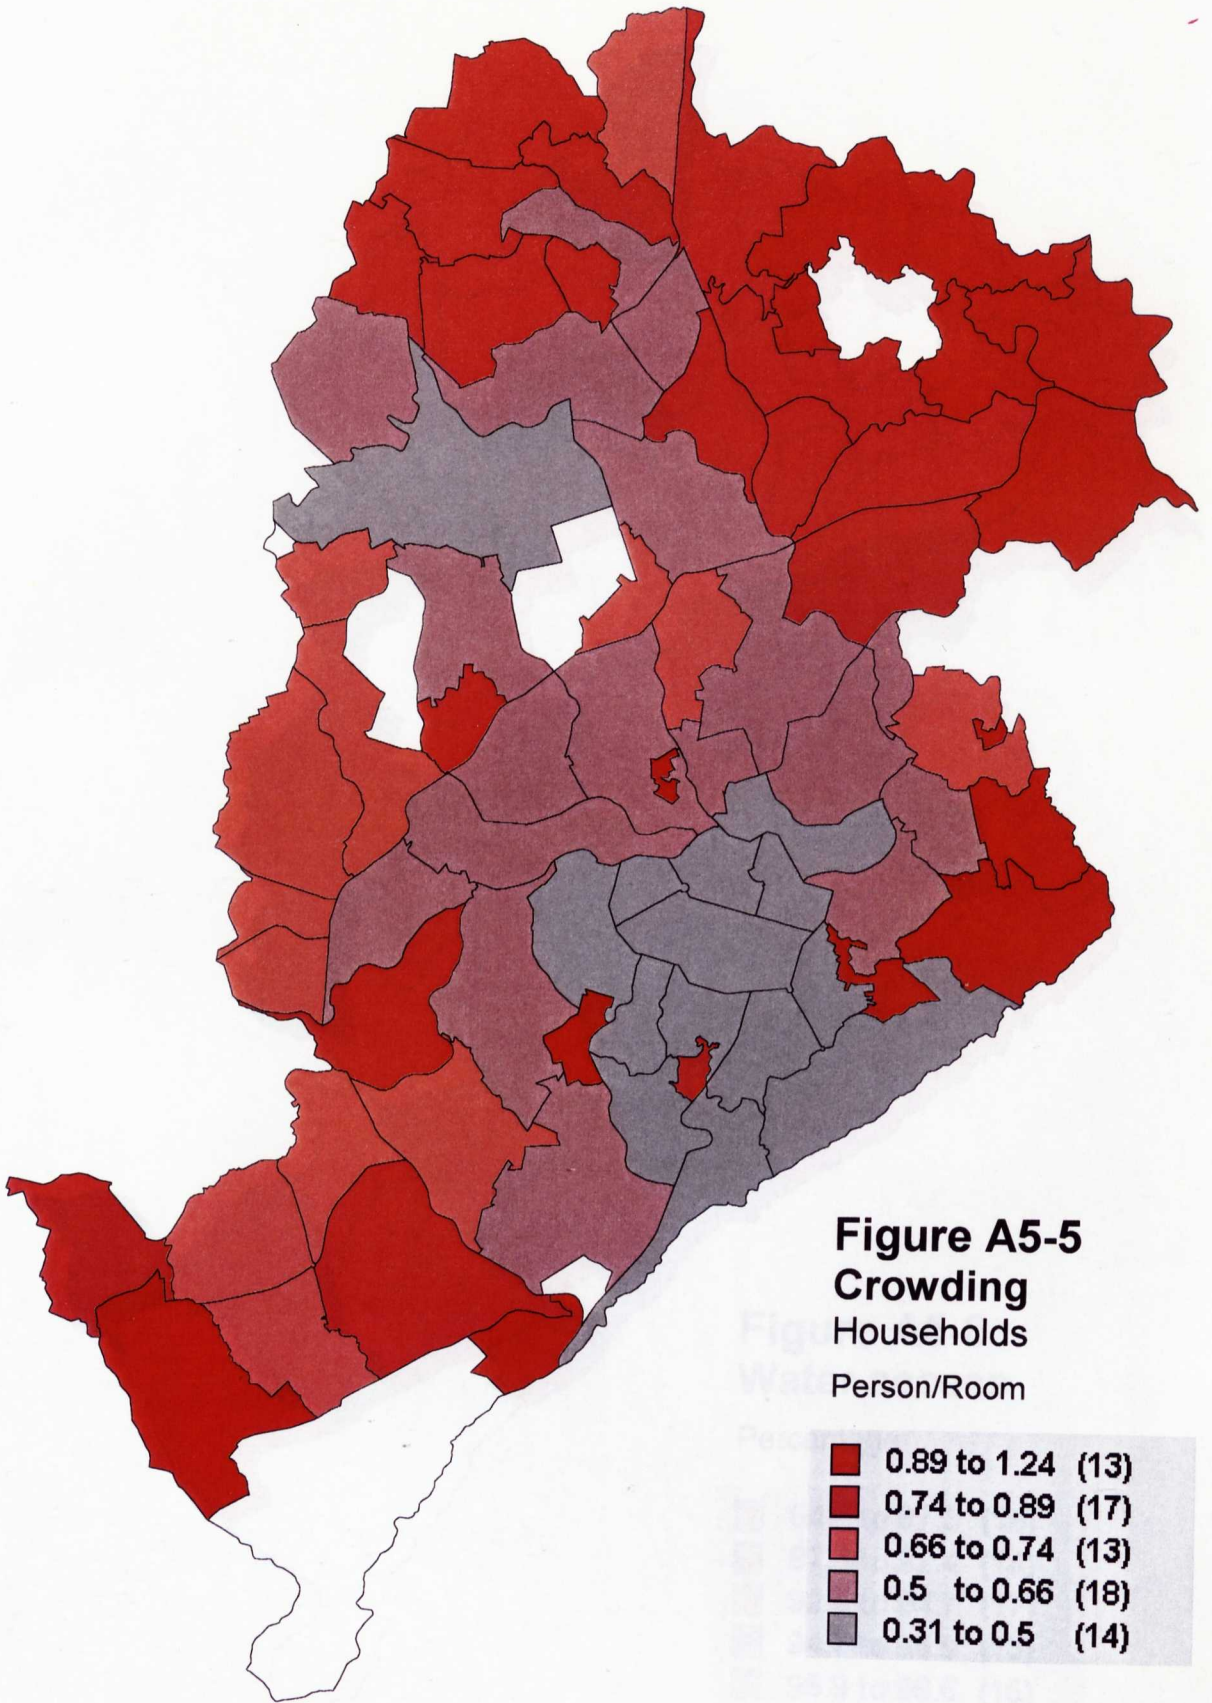 Figure A5-5
Crowding
Households
Person/Room
0.89 to 1.24 (13)
0.74 to 0.89 (17)
0.66 to 0.74 (13)
0.5 to 0.66 (18)
0.31 to 0.5 (14)